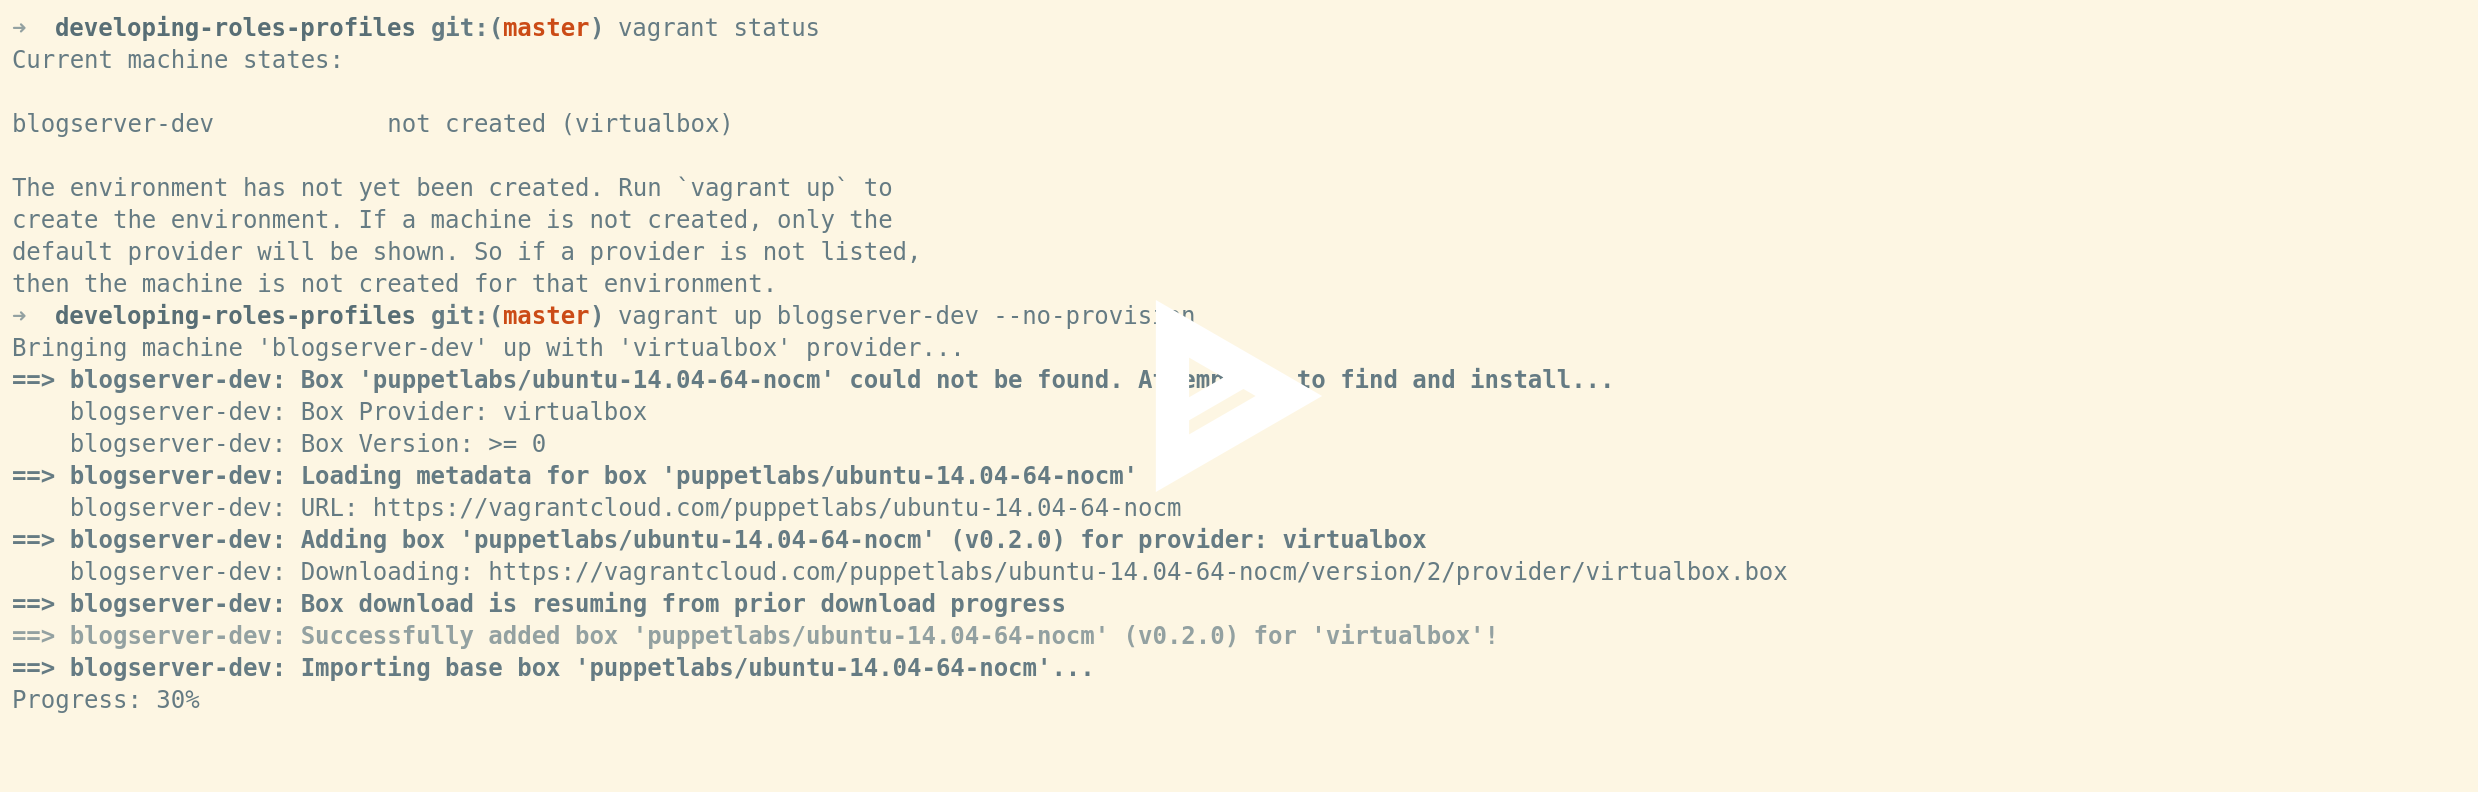 ➜  developing-roles-profiles git:(master) vagrant status
Current machine states:

blogserver-dev            not created (virtualbox)

The environment has not yet been created. Run `vagrant up` to
create the environment. If a machine is not created, only the
default provider will be shown. So if a provider is not listed,
then the machine is not created for that environment.
➜  developing-roles-profiles git:(master) vagrant up blogserver-dev --no-provision
Bringing machine 'blogserver-dev' up with 'virtualbox' provider...
==> blogserver-dev: Box 'puppetlabs/ubuntu-14.04-64-nocm' could not be found. Attempting to find and install...
    blogserver-dev: Box Provider: virtualbox
    blogserver-dev: Box Version: >= 0
==> blogserver-dev: Loading metadata for box 'puppetlabs/ubuntu-14.04-64-nocm'
    blogserver-dev: URL: https://vagrantcloud.com/puppetlabs/ubuntu-14.04-64-nocm
==> blogserver-dev: Adding box 'puppetlabs/ubuntu-14.04-64-nocm' (v0.2.0) for provider: virtualbox
    blogserver-dev: Downloading: https://vagrantcloud.com/puppetlabs/ubuntu-14.04-64-nocm/version/2/provider/virtualbox.box
==> blogserver-dev: Box download is resuming from prior download progress
==> blogserver-dev: Successfully added box 'puppetlabs/ubuntu-14.04-64-nocm' (v0.2.0) for 'virtualbox'!
==> blogserver-dev: Importing base box 'puppetlabs/ubuntu-14.04-64-nocm'...
Progress: 30%